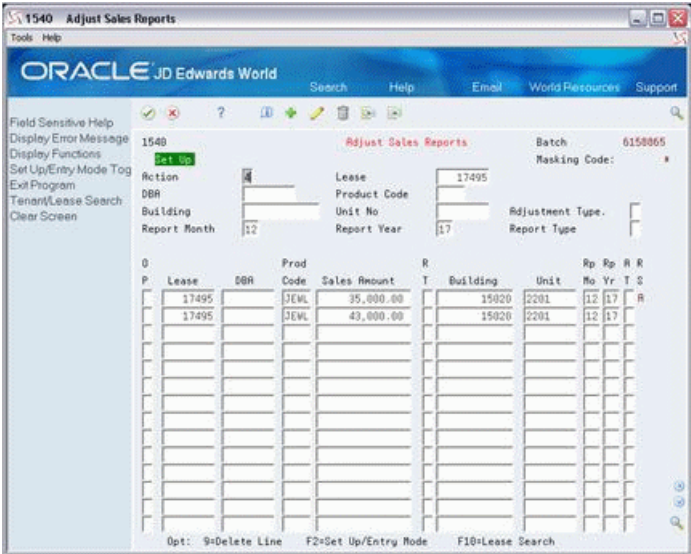 1540 Adjust Sales Reports
Tools Help
ORACLE JD Edwards World
Search Help Email World Resources Support
Field Sensitive Help
Display Error Message
Display Functions
Set Up/Entry Mode Tog
Exit Program
Tenant/Lease Search
Clear Screen
1540 Adjust Sales Reports Batch 6158065
Set Up Masking Code: *
Action 4 Lease 17495
DBA Product Code
Building Unit No Adjustment Type.
Report Month 12 Report Year 17 Report Type
O Prod R Rp Rp A R
P Lease DBA Code Sales Amount T Building Unit Mo Yr T S
17495 JEWL 35,000.00 15020 2201 12 17 A
17495 JEWL 43,000.00 15020 2201 12 17
Opt: 9=Delete Line F2=Set Up/Entry Mode F10=Lease Search